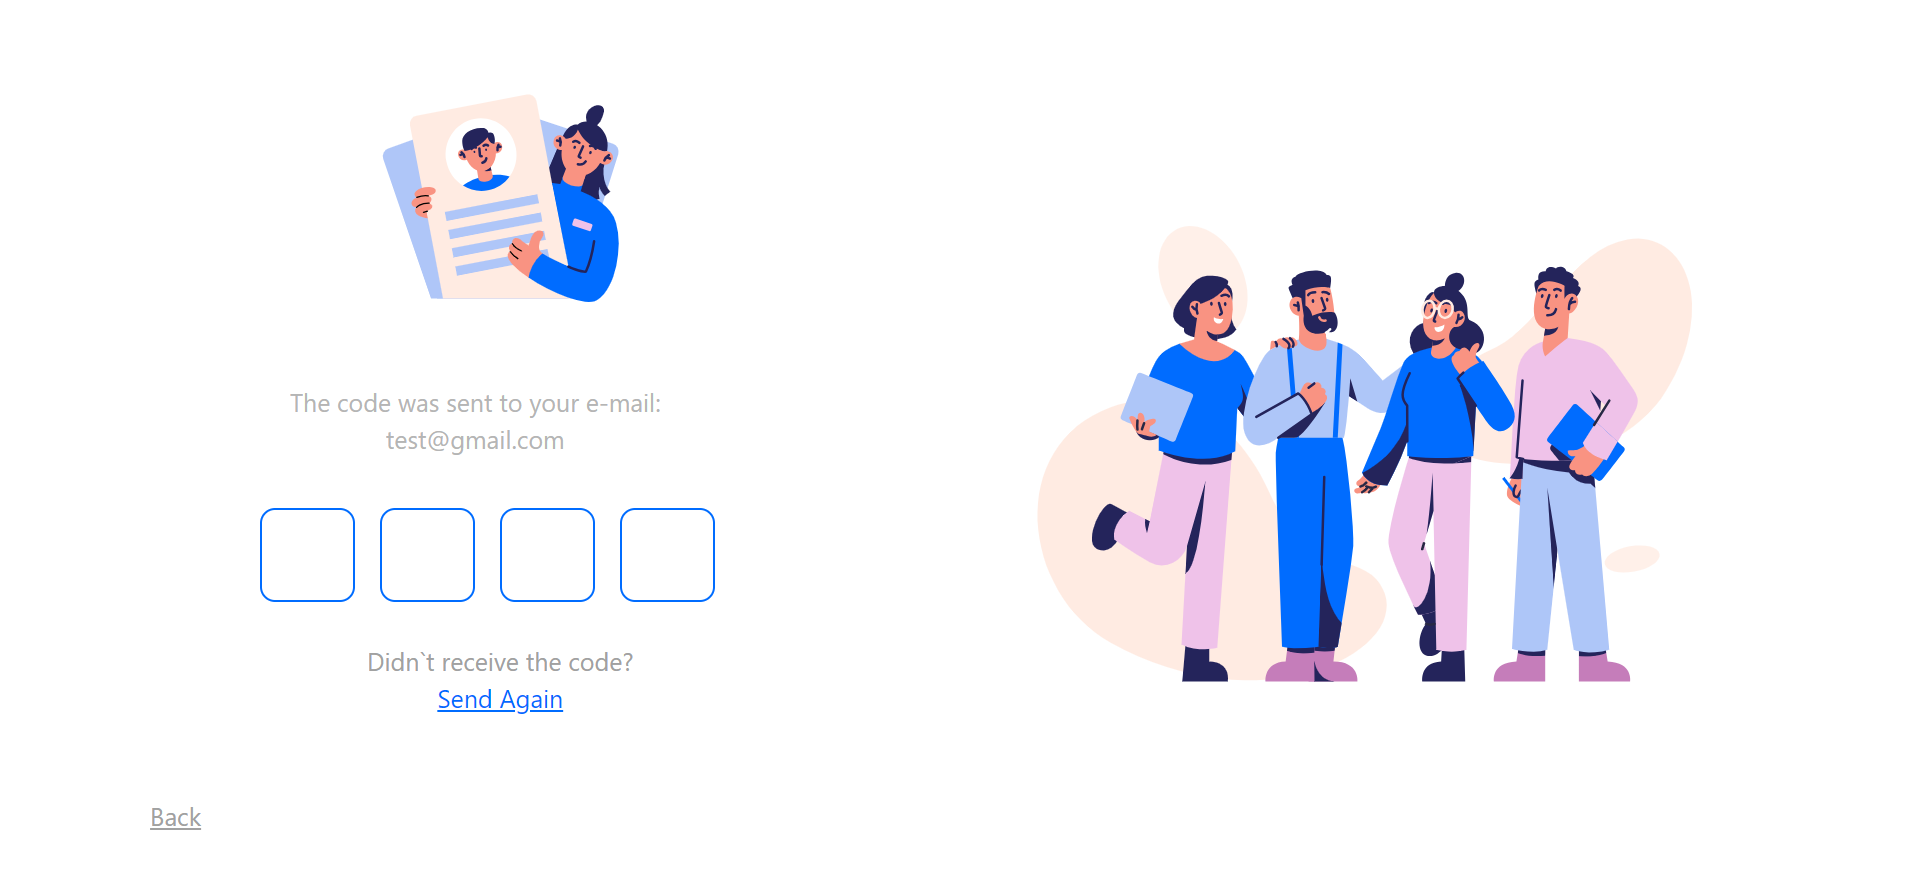 The code was sent to your e-mail:
test@gmail.com
Didn`t receive the code?
Send Again
Back